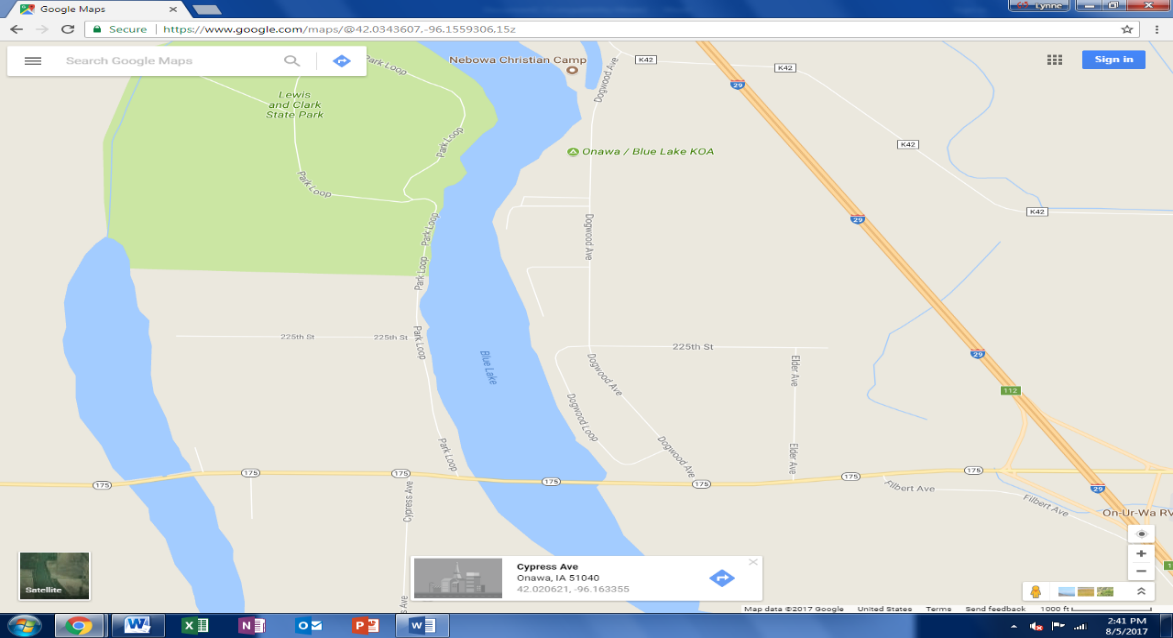 Google Maps
Lynne
Secure
https://www.google.com/maps/@42.0343607,-96.1559306,15z
Search Google Maps
Sign in
Park Loop
Nebowa Christian Camp
Dogwood Ave
K42
K42
29
Lewis
and Clark
State Park
Park Loop
K42
Onawa / Blue Lake KOA
Park Loop
K42
29
Park Loop
Dogwood Ave
Park Loop
225th St
225th St
Park Loop
Blue Lake
225th St
29
Dogwood Ave
Elder Ave
112
Dogwood Loop
Park Loop
Dogwood Ave
Elder Ave
175
175
175
175
175
175
175
Cypress Ave
Filbert Ave
Filbert Ave
29
On-Ur-Wa RV
Satellite
Cypress Ave
Onawa, IA 51040
42.020621, -96.163355
s Ave
Map data ©2017 Google United States Terms Send feedback 1000 ft
2:41 PM
8/5/2017